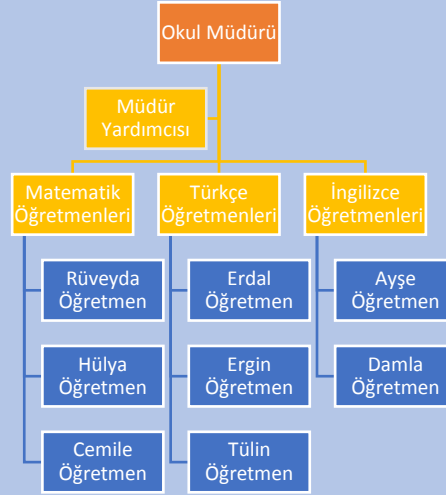 Okul Müdürü
Müdür
Yardımcısı
Matematik
Öğretmenleri
Türkçe
Öğretmenleri
İngilizce
Öğretmenleri
Rüveyda
Öğretmen
Erdal
Öğretmen
Ayşe
Öğretmen
Hülya
Öğretmen
Ergin
Öğretmen
Damla
Öğretmen
Cemile
Öğretmen
Tülin
Öğretmen